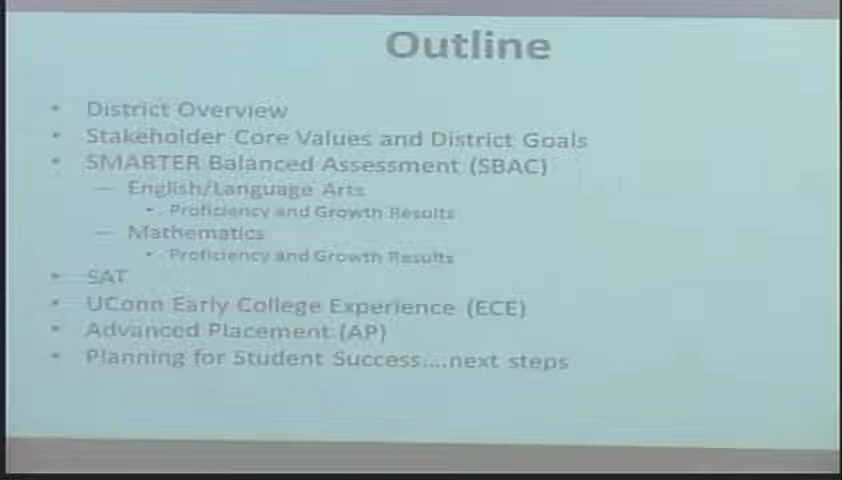 Outline
• District Overview
• Stakeholder Core Values and District Goals
• SMARTER Balanced Assessment (SBAC)
– English/Language Arts
• Proficiency and Growth Results
– Mathematics
• Proficiency and Growth Results
• SAT
• UConn Early College Experience (ECE)
• Advanced Placement (AP)
• Planning for Student Success....next steps